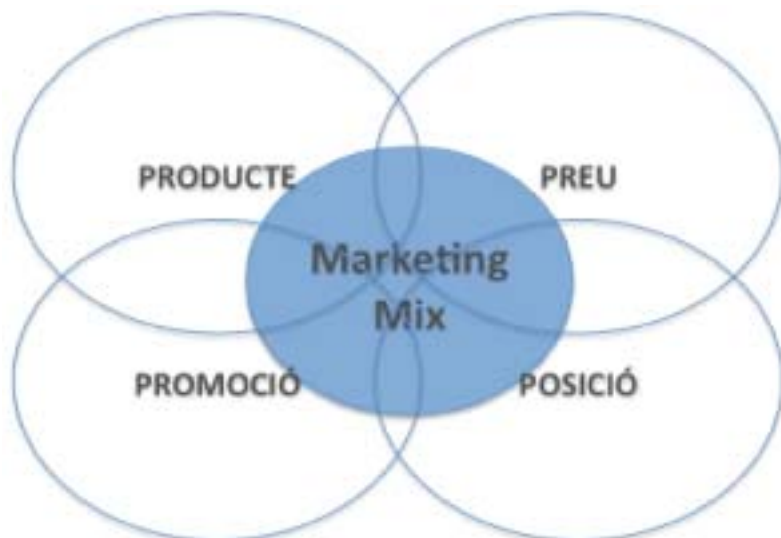 PRODUCTE
PREU
Marketing
Mix
PROMOCIÓ
POSICIÓ